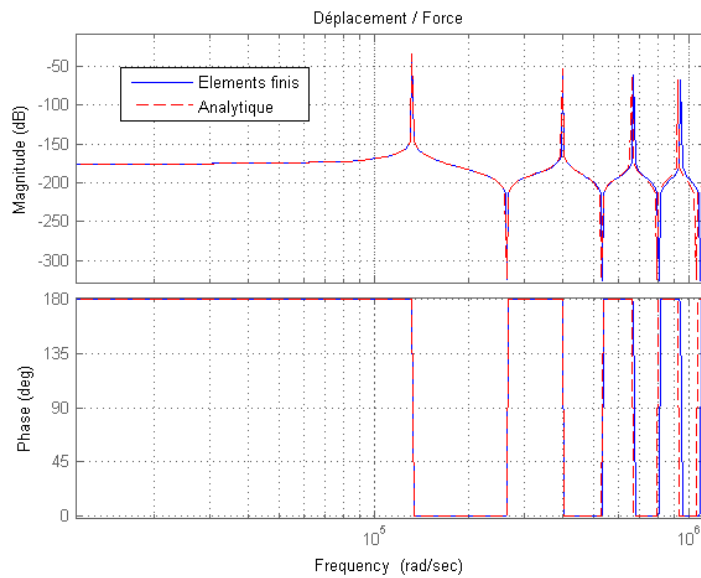 Déplacement / Force
Magnitude (dB)
-50
-100
-150
-200
-250
-300
Elements finis
Analytique
Phase (deg)
180
135
90
45
0
10^5
10^6
Frequency (rad/sec)